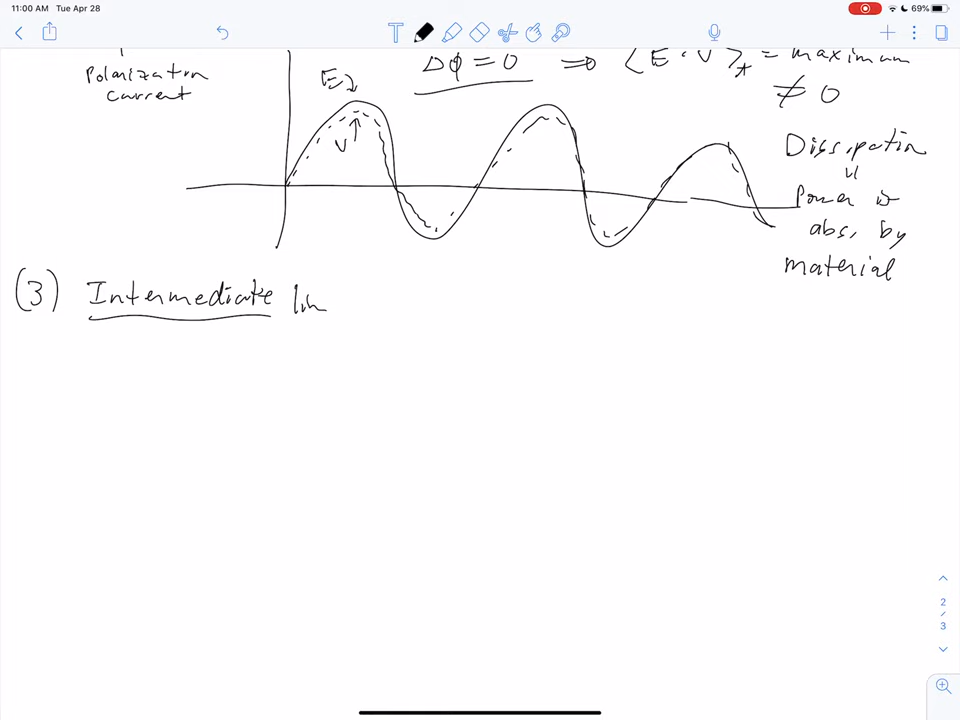 11:00 AM Tue Apr 28
69%
Polarization
current
Δφ = 0 ⇒ ⟨E · V⟩ₜ = maximum
≠ 0
E
V
Dissipation
⇓
Power is
abs. by
material
(3) Intermediate lim
2
/
3